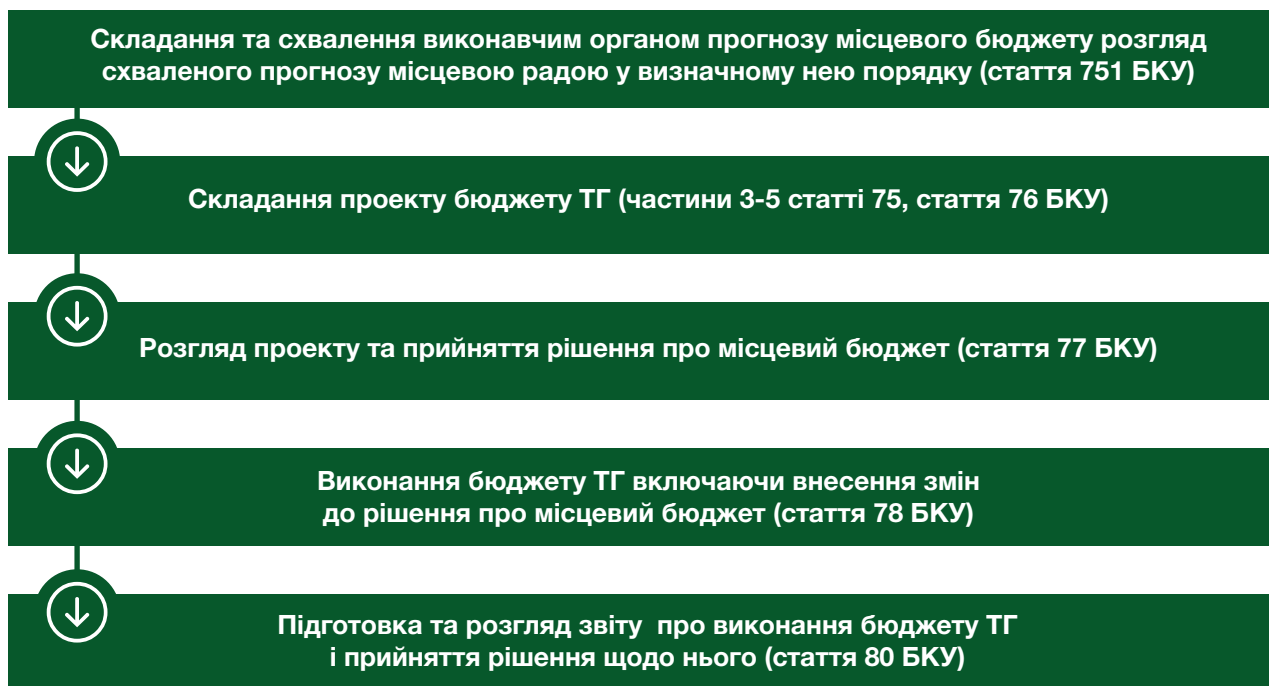 Складання та схвалення виконавчим органом прогнозу місцевого бюджету розгляд
схваленого прогнозу місцевою радою у визначному нею порядку (стаття 751 БКУ)
Складання проекту бюджету ТГ (частини 3-5 статті 75, стаття 76 БКУ)
Розгляд проекту та прийняття рішення про місцевий бюджет (стаття 77 БКУ)
Виконання бюджету ТГ включаючи внесення змін
до рішення про місцевий бюджет (стаття 78 БКУ)
Підготовка та розгляд звіту про виконання бюджету ТГ
і прийняття рішення щодо нього (стаття 80 БКУ)